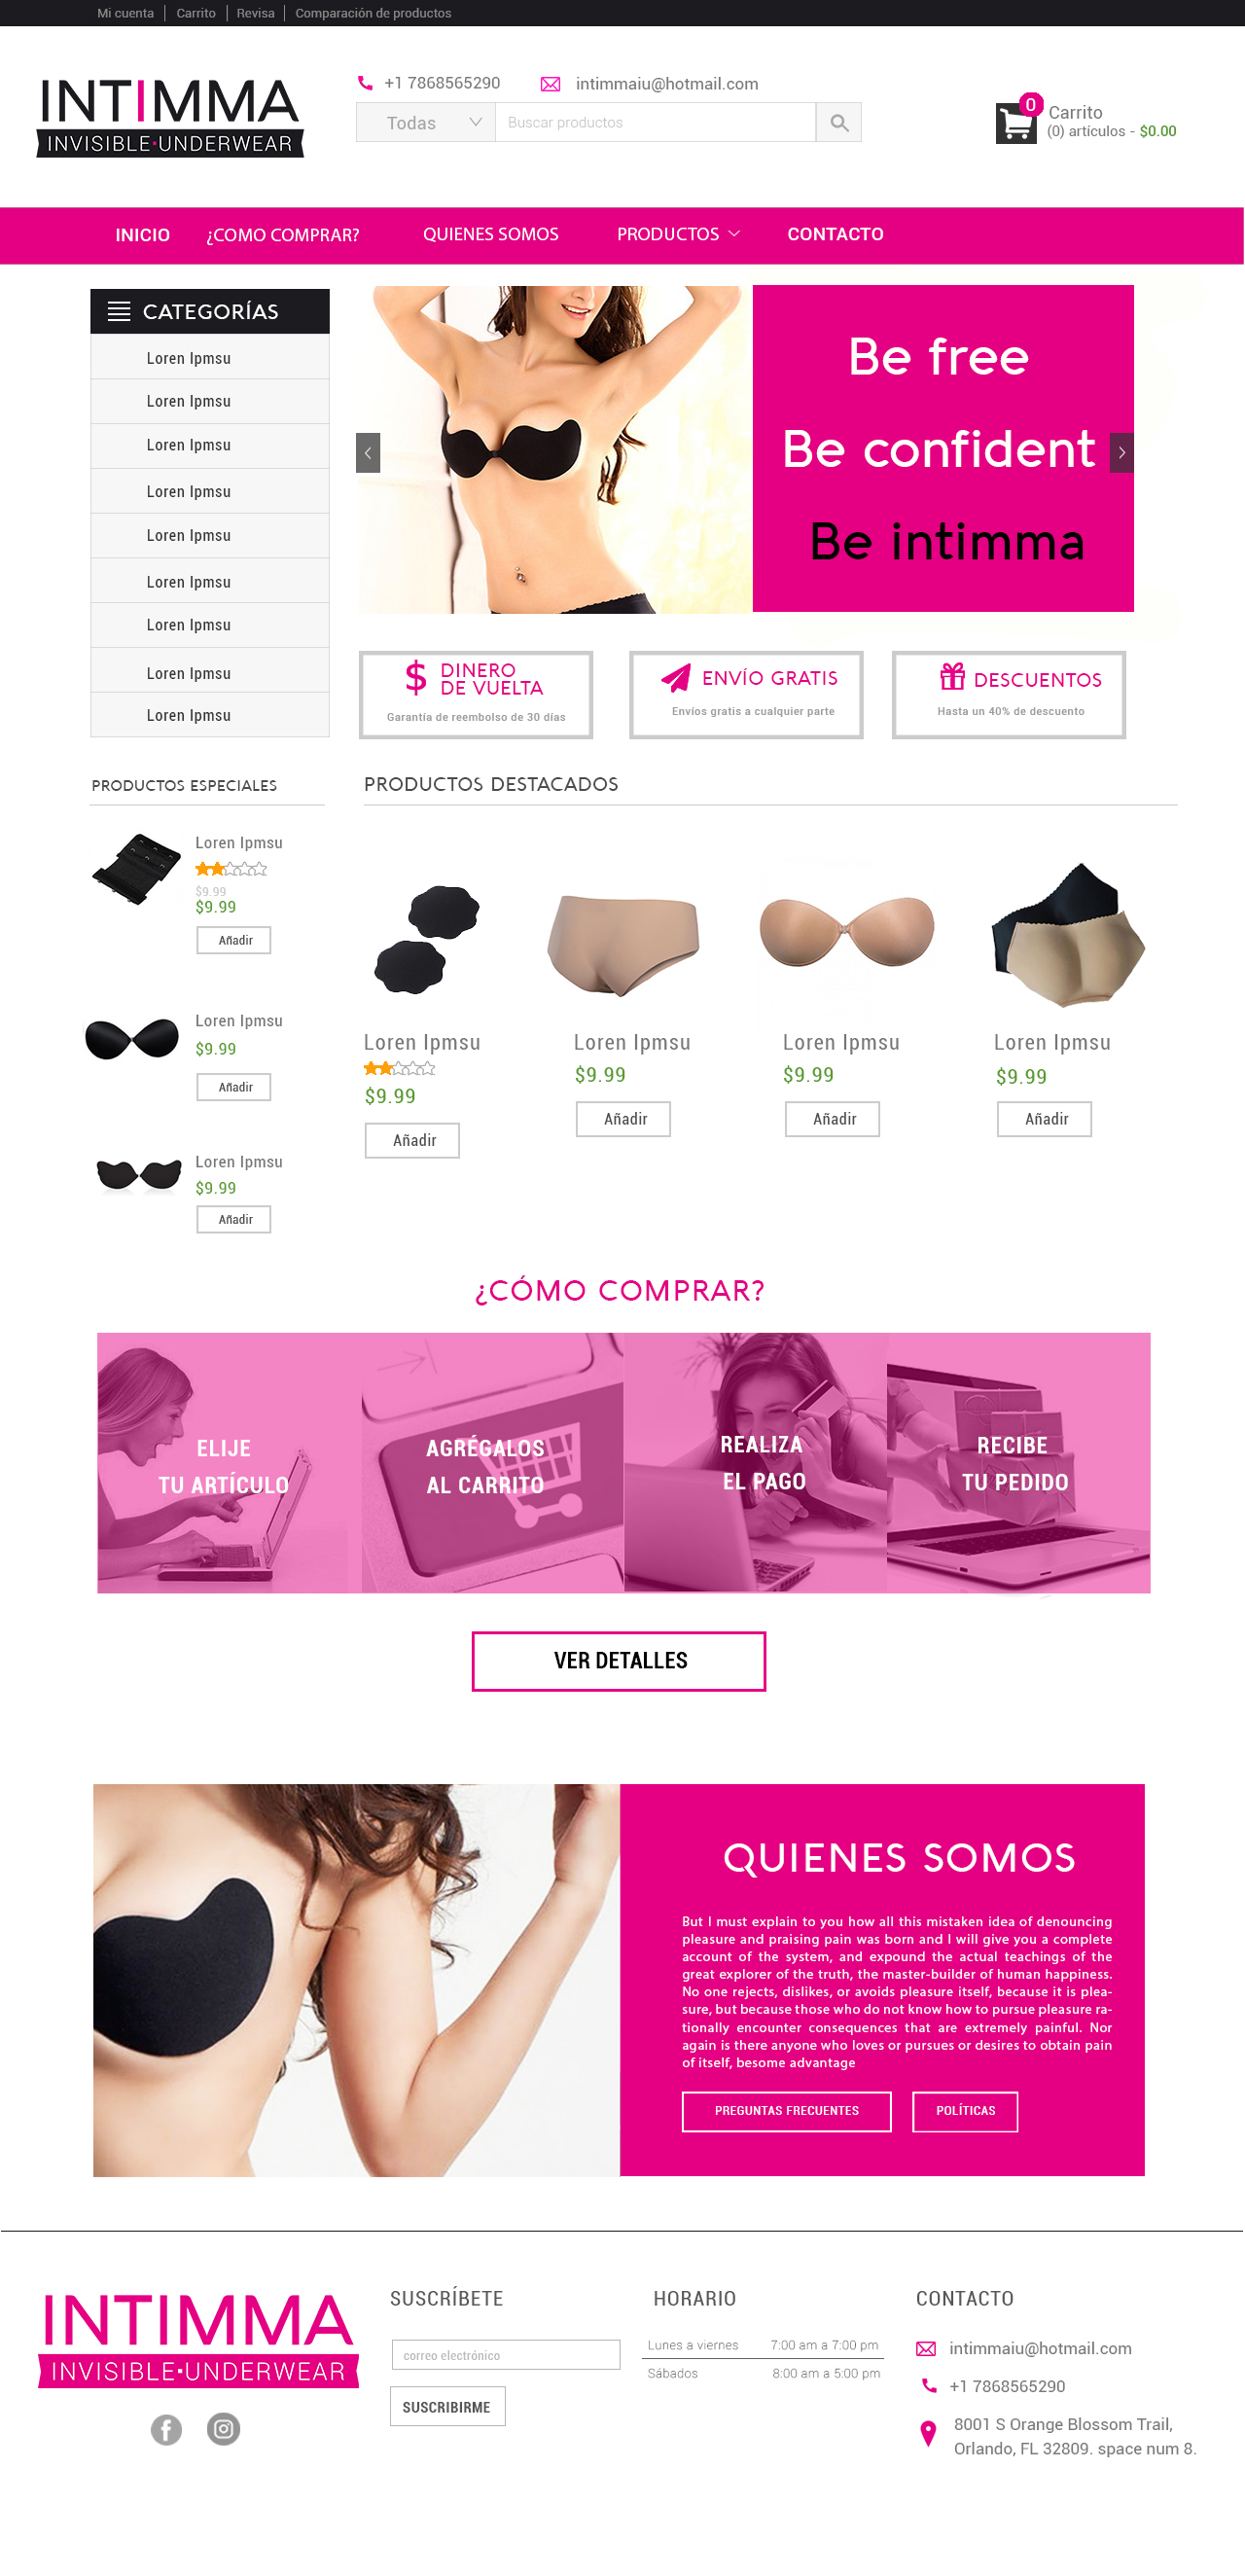 Mi cuenta | Carrito | Revisa | Comparación de productos
INTIMMA
INVISIBLE·UNDERWEAR
+1 7868565290
intimmaiu@hotmail.com
Todas
Buscar productos
0
Carrito
(0) artículos - $0.00
INICIO
¿COMO COMPRAR?
QUIENES SOMOS
PRODUCTOS
CONTACTO
CATEGORÍAS
Loren Ipmsu
Loren Ipmsu
Loren Ipmsu
Loren Ipmsu
Loren Ipmsu
Loren Ipmsu
Loren Ipmsu
Loren Ipmsu
Loren Ipmsu
Be free
Be confident
Be intimma
$ DINERO
DE VUELTA
Garantía de reembolso de 30 días
ENVÍO GRATIS
Envíos gratis a cualquier parte
DESCUENTOS
Hasta un 40% de descuento
PRODUCTOS ESPECIALES
Loren Ipmsu
$9.99
$9.99
Añadir
Loren Ipmsu
$9.99
Añadir
Loren Ipmsu
$9.99
Añadir
PRODUCTOS DESTACADOS
Loren Ipmsu
$9.99
Añadir
Loren Ipmsu
$9.99
Añadir
Loren Ipmsu
$9.99
Añadir
Loren Ipmsu
$9.99
Añadir
¿CÓMO COMPRAR?
ELIJE
TU ARTÍCULO
AGRÉGALOS
AL CARRITO
REALIZA
EL PAGO
RECIBE
TU PEDIDO
VER DETALLES
QUIENES SOMOS
But I must explain to you how all this mistaken idea of denouncing
pleasure and praising pain was born and I will give you a complete
account of the system, and expound the actual teachings of the
great explorer of the truth, the master-builder of human happiness.
No one rejects, dislikes, or avoids pleasure itself, because it is plea-
sure, but because those who do not know how to pursue pleasure ra-
tionally encounter consequences that are extremely painful. Nor
again is there anyone who loves or pursues or desires to obtain pain
of itself, besome advantage
PREGUNTAS FRECUENTES
POLÍTICAS
INTIMMA
INVISIBLE·UNDERWEAR
SUSCRÍBETE
correo electrónico
SUSCRIBIRME
HORARIO
Lunes a viernes 7:00 am a 7:00 pm
Sábados 8:00 am a 5:00 pm
CONTACTO
intimmaiu@hotmail.com
+1 7868565290
8001 S Orange Blossom Trail,
Orlando, FL 32809. space num 8.